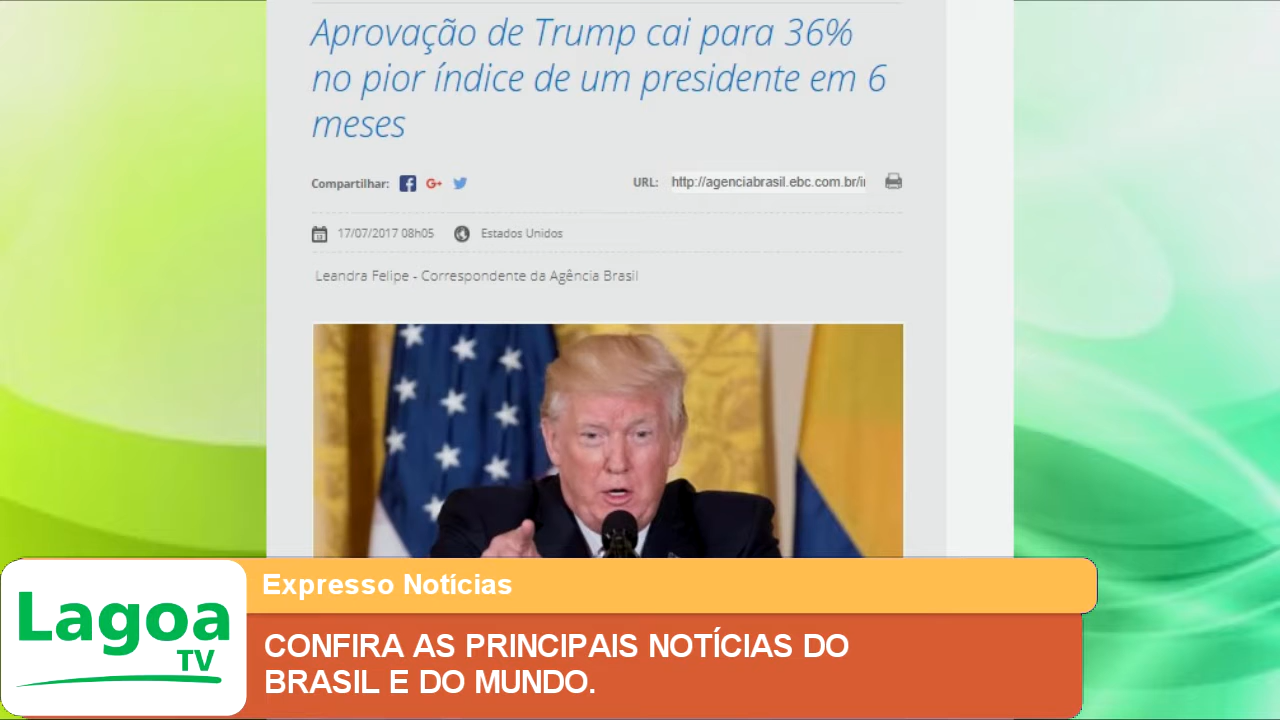 Aprovação de Trump cai para 36%
no pior índice de um presidente em 6
meses
Compartilhar:
URL: http://agenciabrasil.ebc.com.br/i
17/07/2017 08h05 Estados Unidos
Leandra Felipe - Correspondente da Agência Brasil
Expresso Notícias
Lagoa
TV
CONFIRA AS PRINCIPAIS NOTÍCIAS DO
BRASIL E DO MUNDO.